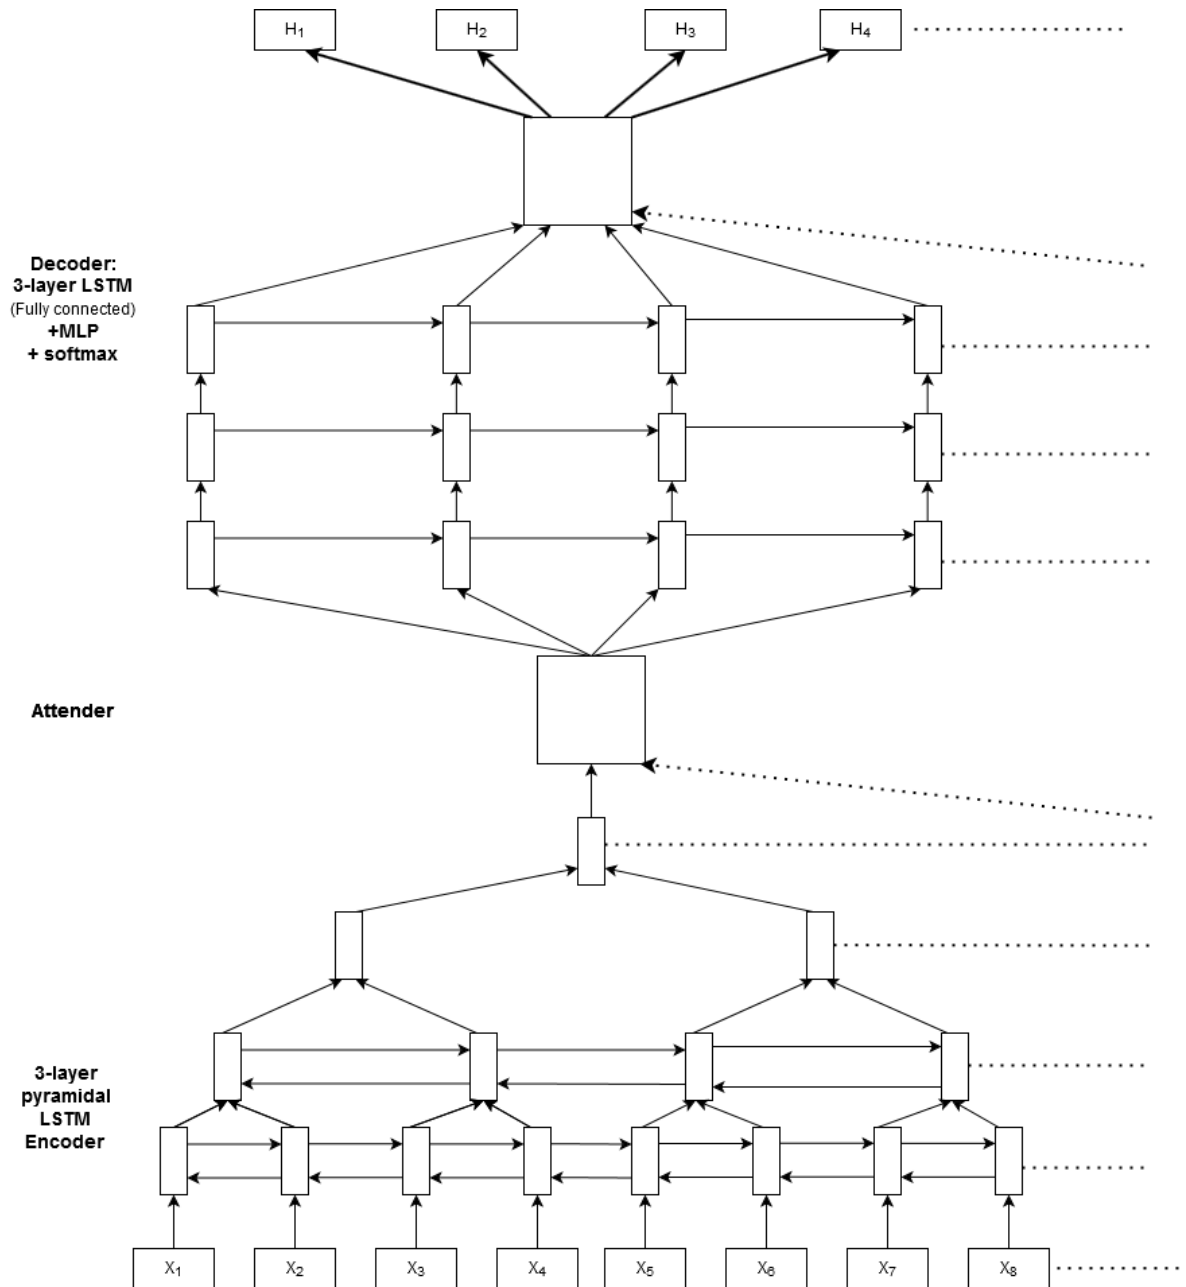 H₁ H₂ H₃ H₄
Decoder:
3-layer LSTM
(Fully connected)
+MLP
+ softmax
Attender
3-layer
pyramidal
LSTM
Encoder
X₁ X₂ X₃ X₄ X₅ X₆ X₇ X₈